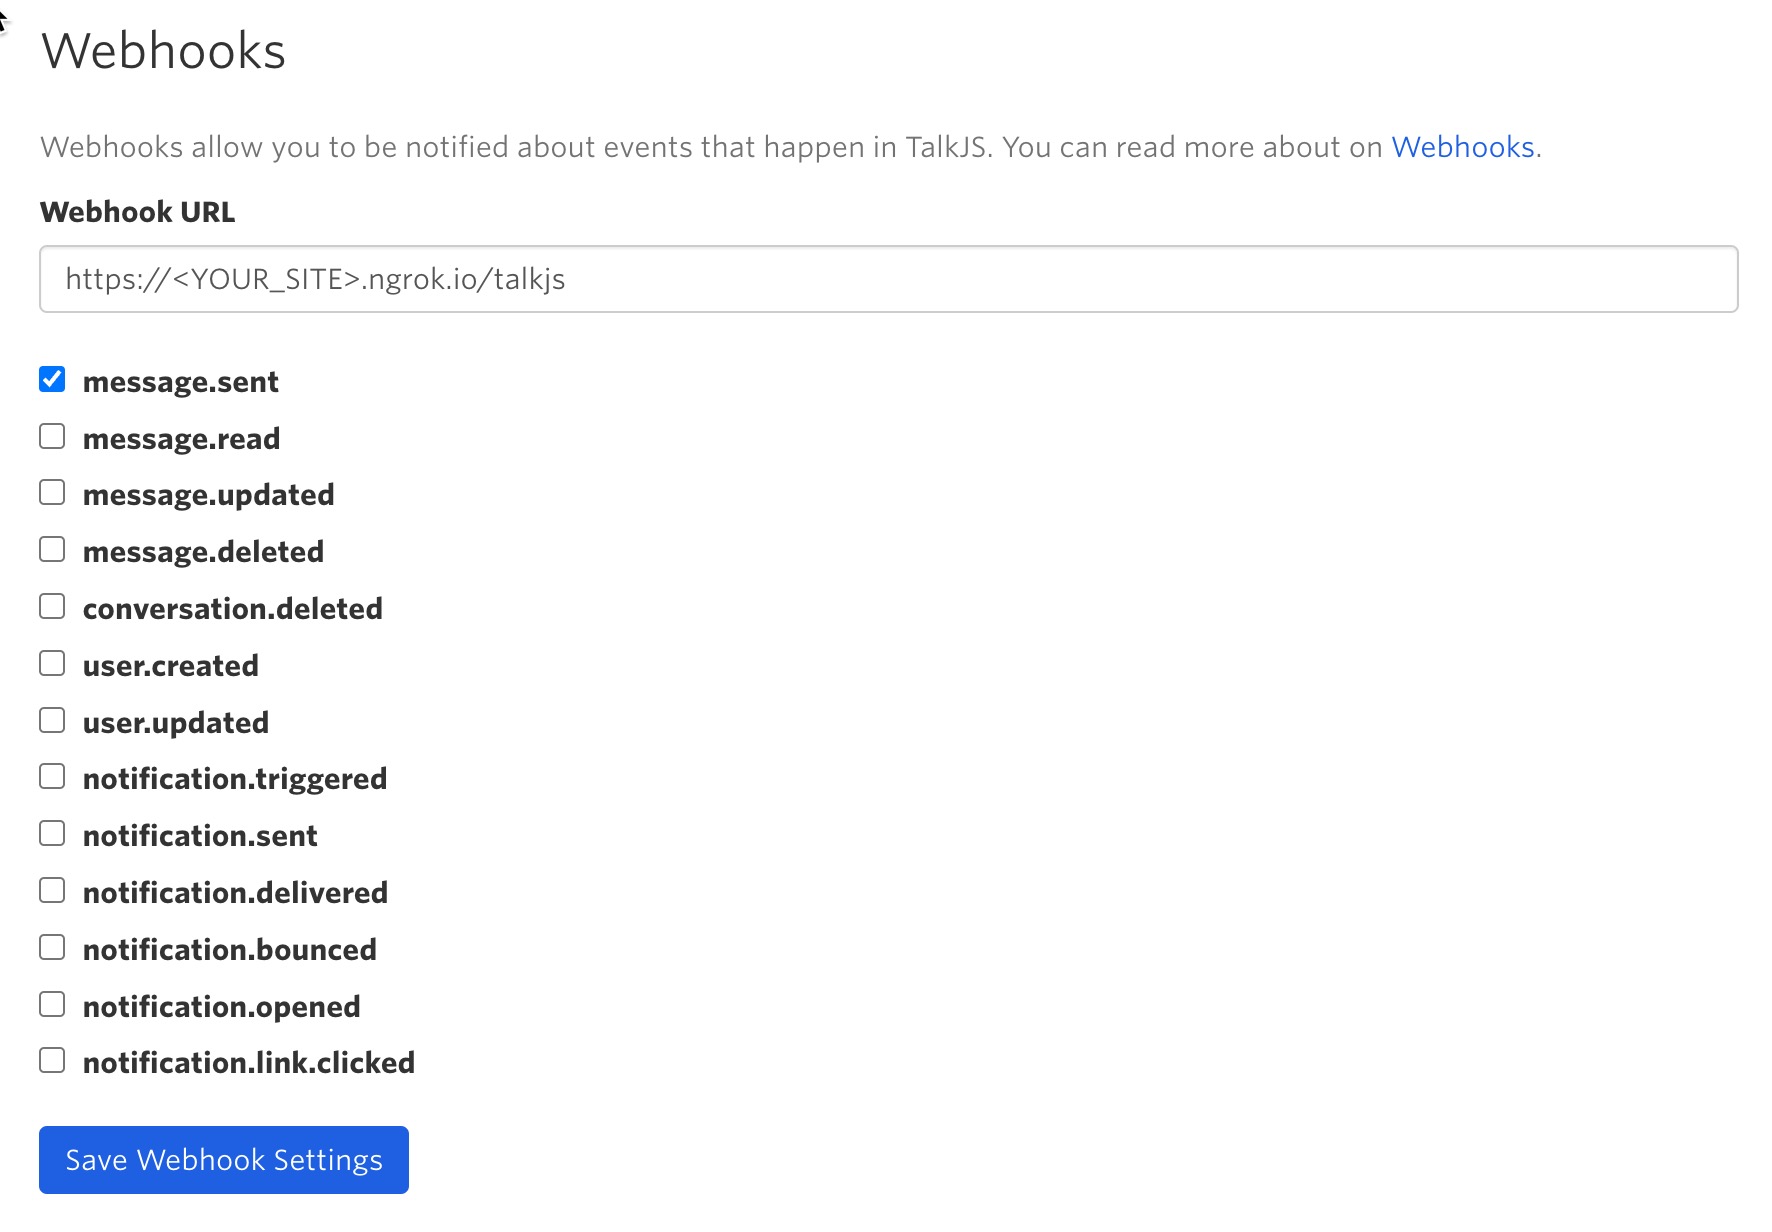 Webhooks
Webhooks allow you to be notified about events that happen in TalkJS. You can read more about on Webhooks.
Webhook URL
https://<YOUR_SITE>.ngrok.io/talkjs
message.sent
message.read
message.updated
message.deleted
conversation.deleted
user.created
user.updated
notification.triggered
notification.sent
notification.delivered
notification.bounced
notification.opened
notification.link.clicked
Save Webhook Settings